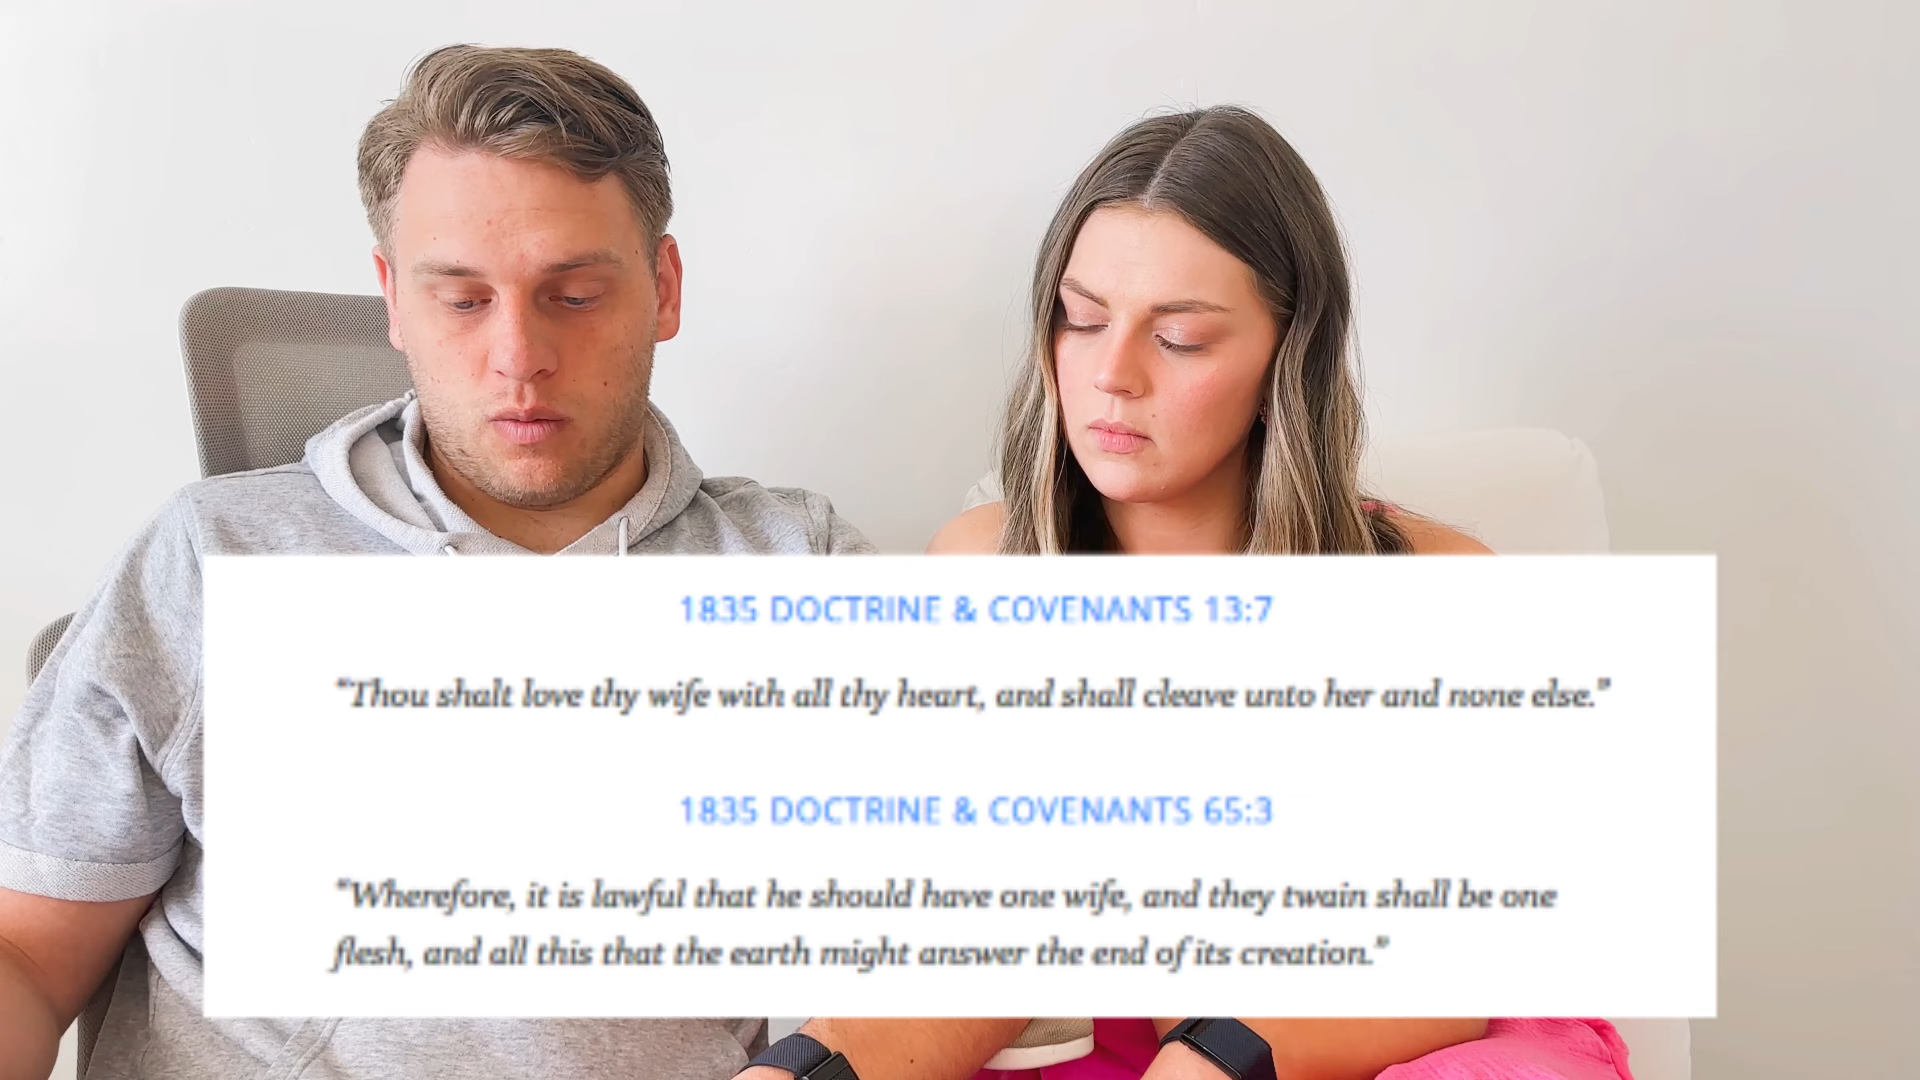 1835 DOCTRINE & COVENANTS 13:7
“Thou shalt love thy wife with all thy heart, and shall cleave unto her and none else.”
1835 DOCTRINE & COVENANTS 65:3
“Wherefore, it is lawful that he should have one wife, and they twain shall be one
flesh, and all this that the earth might answer the end of its creation.”